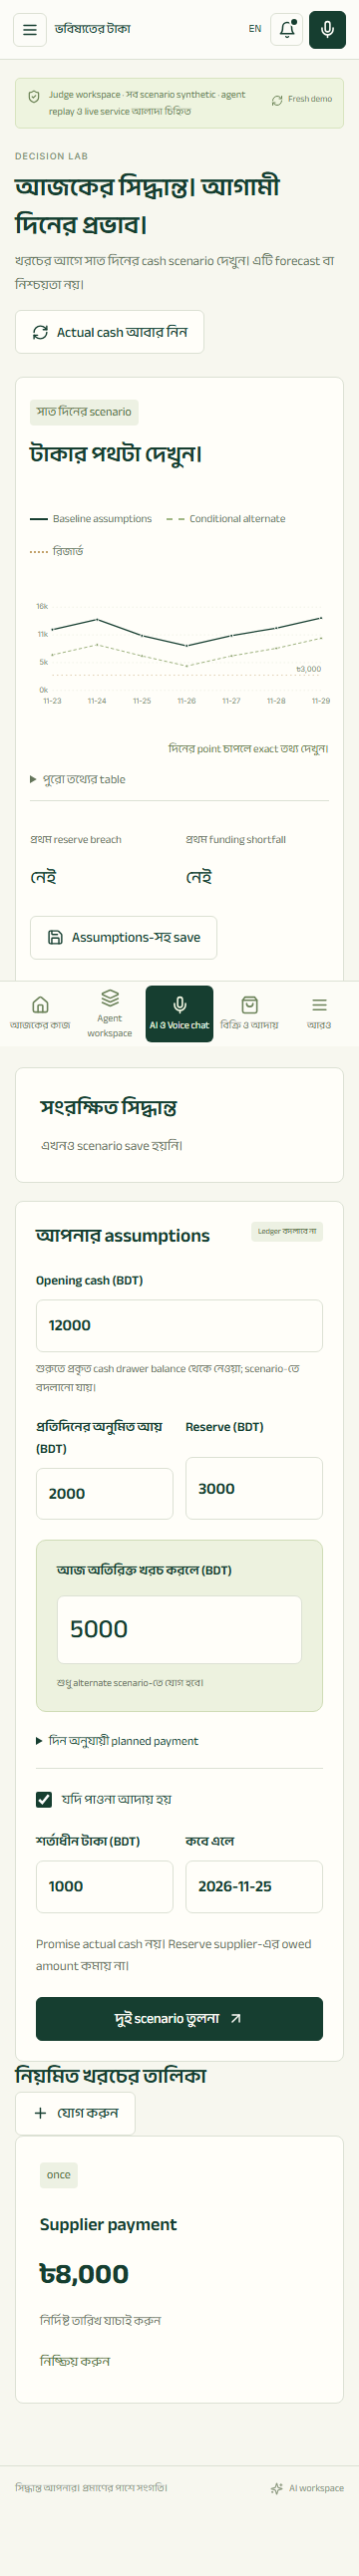 ভবিষ্যতের টাকা
EN
Judge workspace · সব scenario synthetic · agent
replay ও live service আলাদা চিহ্নিত
Fresh demo
DECISION LAB
আজকের সিদ্ধান্ত। আগামী
দিনের প্রভাব।
খরচের আগে সাত দিনের cash scenario দেখুন। এটি forecast বা
নিশ্চয়তা নয়।
Actual cash আবার নিন
সাত দিনের scenario
টাকার পথটা দেখুন।
Baseline assumptions
Conditional alternate
রিজার্ভ
16k
11k
5k
0k
৳3,000
11-23 11-24 11-25 11-26 11-27 11-28 11-29
দিনের point চাপলে exact তথ্য দেখুন।
পুরো তথ্যের table
প্রথম reserve breach
প্রথম funding shortfall
নেই
নেই
Assumptions-সহ save
আজকের কাজ
Agent
workspace
AI ও Voice chat
বিক্রি ও আদায়
আরও
সংরক্ষিত সিদ্ধান্ত
এখনও scenario save হয়নি।
আপনার assumptions
Ledger বদলাবে না
Opening cash (BDT)
12000
শুরুতে প্রকৃত cash drawer balance থেকে নেওয়া; scenario-তে
বদলানো যায়।
প্রতিদিনের অনুমিত আয়
(BDT)
Reserve (BDT)
2000
3000
আজ অতিরিক্ত খরচ করলে (BDT)
5000
শুধু alternate scenario-তে যোগ হবে।
দিন অনুযায়ী planned payment
যদি পাওনা আদায় হয়
শর্তাধীন টাকা (BDT)
কবে এলে
1000
2026-11-25
Promise actual cash নয়। Reserve supplier-এর owed
amount কমায় না।
দুই scenario তুলনা
নিয়মিত খরচের তালিকা
যোগ করুন
once
Supplier payment
৳8,000
নির্দিষ্ট তারিখ যাচাই করুন
নিষ্ক্রিয় করুন
সিদ্ধান্ত আপনার। প্রমাণের পাশে সংগতি।
AI workspace